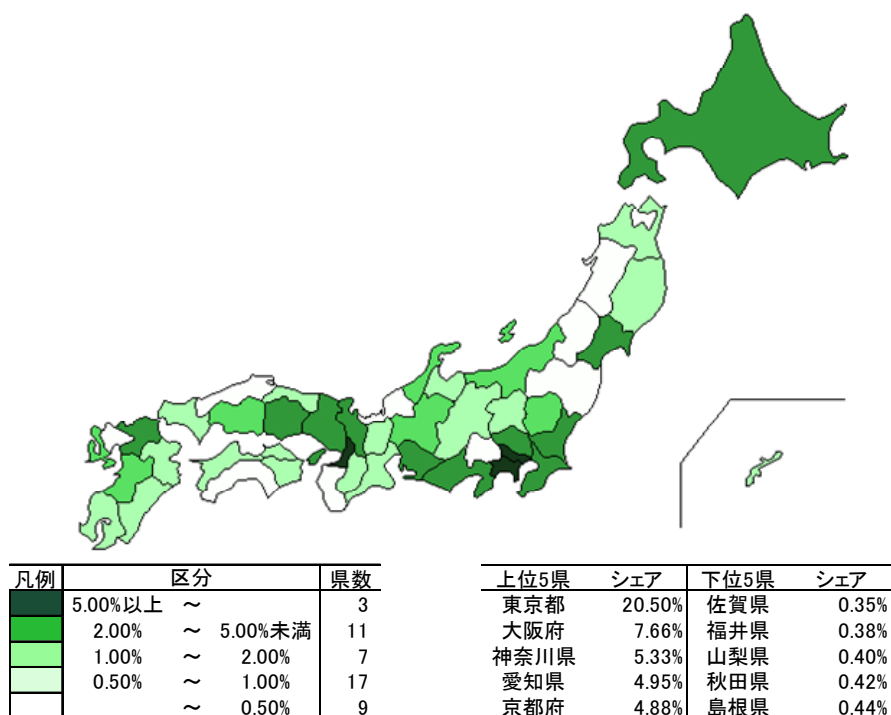 凡例 区分 県数
5.00%以上 ～ 3
2.00% ～ 5.00%未満 11
1.00% ～ 2.00% 7
0.50% ～ 1.00% 17
～ 0.50% 9
上位5県 シェア 下位5県 シェア
東京都 20.50% 佐賀県 0.35%
大阪府 7.66% 福井県 0.38%
神奈川県 5.33% 山梨県 0.40%
愛知県 4.95% 秋田県 0.42%
京都府 4.88% 島根県 0.44%